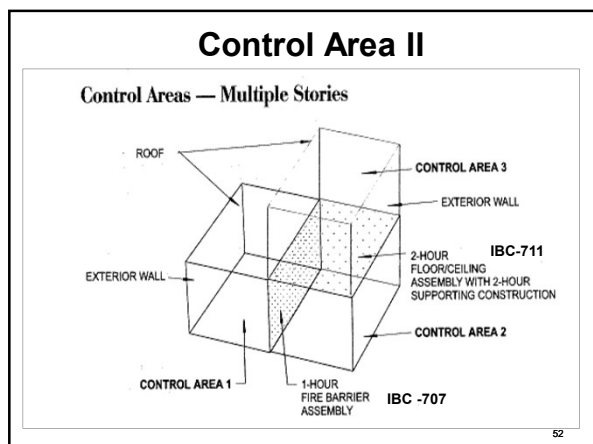 Control Area II
Control Areas — Multiple Stories
ROOF
CONTROL AREA 3
EXTERIOR WALL
2-HOUR
FLOOR/CEILING
ASSEMBLY WITH 2-HOUR
SUPPORTING CONSTRUCTION
IBC-711
EXTERIOR WALL
CONTROL AREA 2
CONTROL AREA 1
1-HOUR
FIRE BARRIER
ASSEMBLY
IBC -707
52